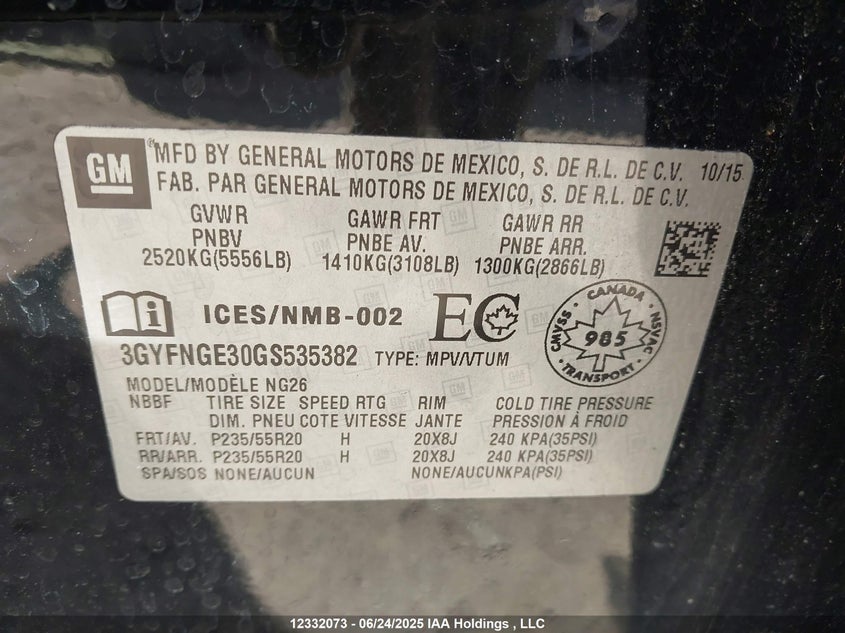 GM
® MFD BY GENERAL MOTORS DE MEXICO, S. DE R.L. DE C.V. 10/15
FAB. PAR GENERAL MOTORS DE MEXICO, S. DE R.L. DE C.V.
GVWR GAWR FRT GAWR RR
PNBV PNBE AV. PNBE ARR.
2520KG(5556LB) 1410KG(3108LB) 1300KG(2866LB)
ICES/NMB-002 EC
CANADA
CMVSS 985 NSVAC
TRANSPORT
3GYFNGE30GS535382 TYPE: MPV/VTUM
MODEL/MODÈLE NG26
NBBF TIRE SIZE SPEED RTG RIM COLD TIRE PRESSURE
DIM. PNEU COTE VITESSE JANTE PRESSION À FROID
FRT/AV. P235/55R20 H 20X8J 240 KPA(35PSI)
RR/ARR. P235/55R20 H 20X8J 240 KPA(35PSI)
SPA/SOS NONE/AUCUN NONE/AUCUNKPA(PSI)
12332073 - 06/24/2025 IAA Holdings , LLC